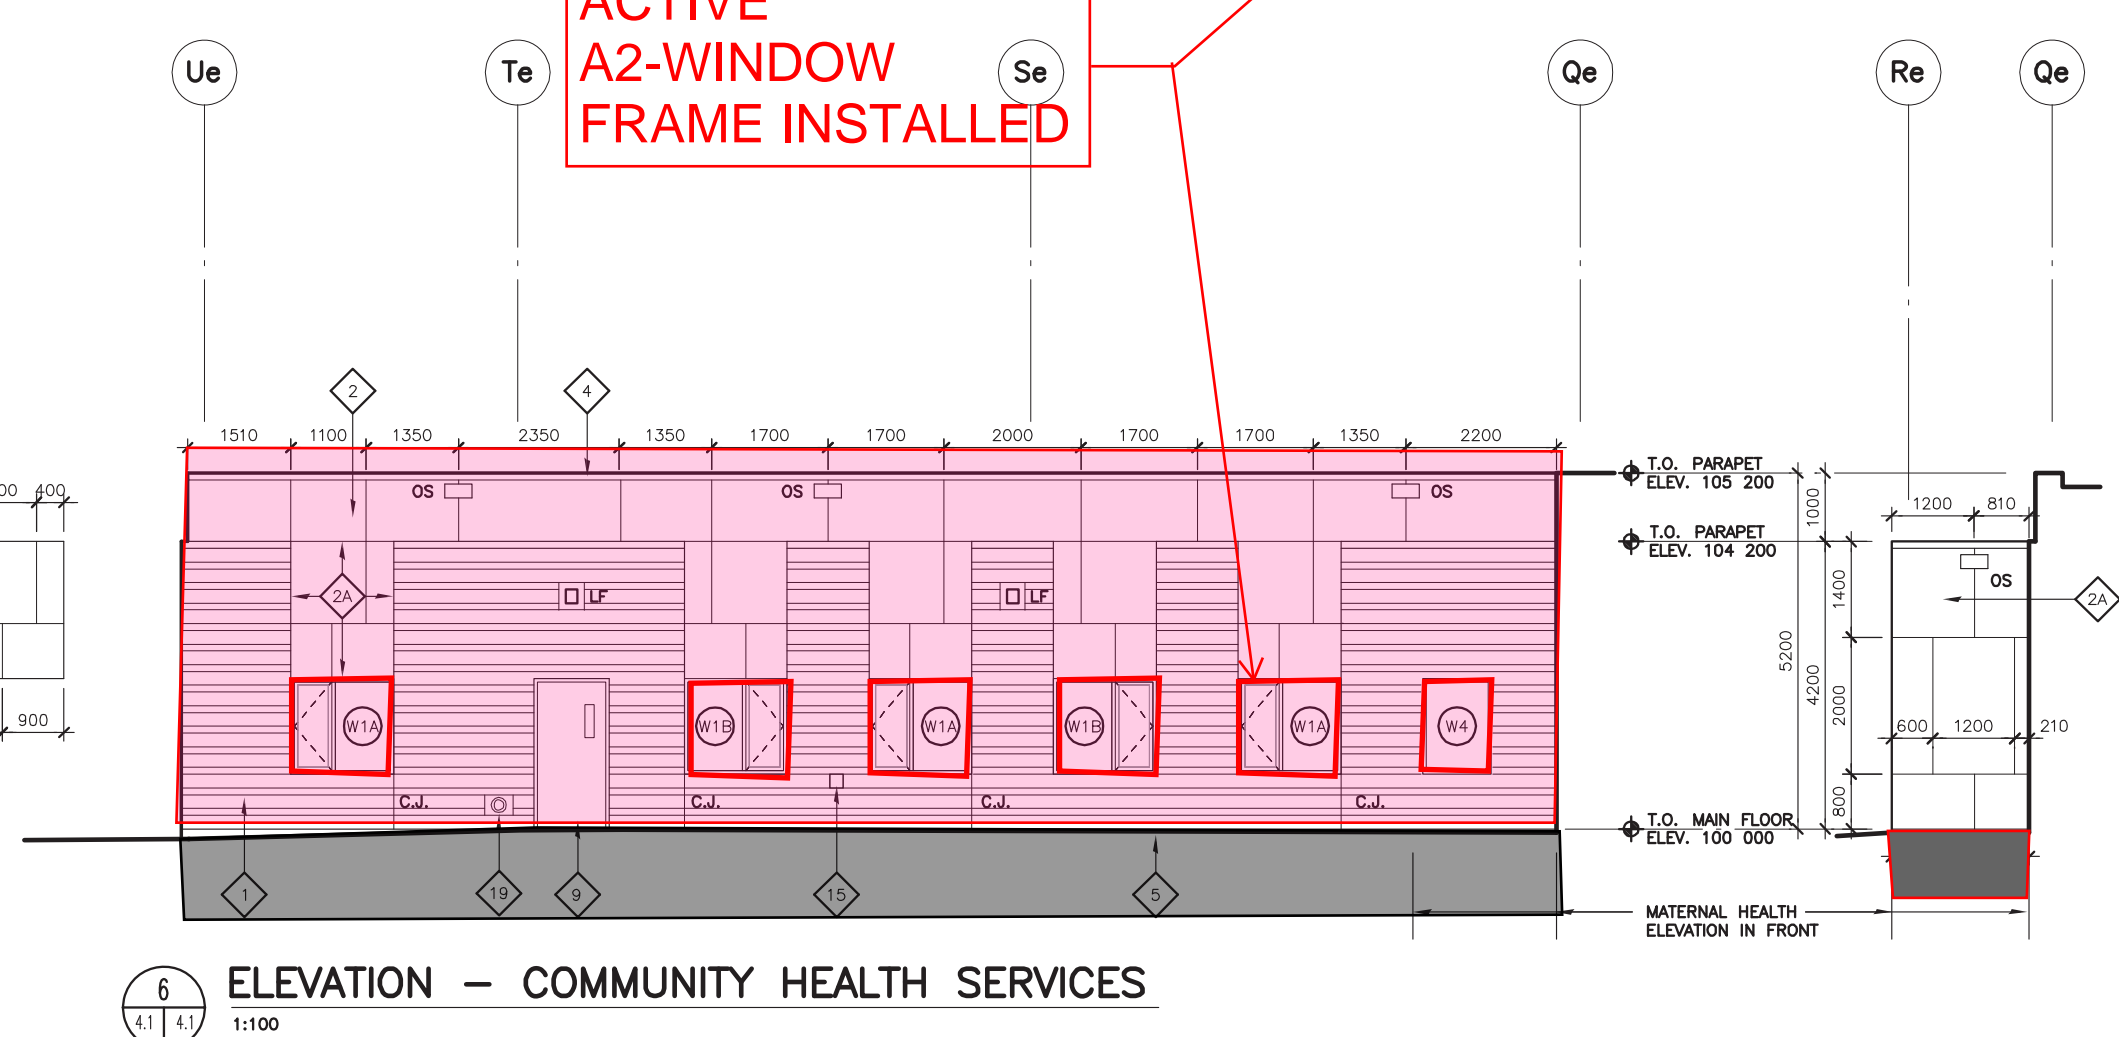 ACTIVE
A2-WINDOW
FRAME INSTALLED
Ue
Te
Se
Qe
Re
Qe
2
4
1510 1100 1350 2350 1350 1700 1700 2000 1700 1700 1350 2200
OS
OS
OS
T.O. PARAPET
ELEV. 105 200
T.O. PARAPET
ELEV. 104 200
00 400
900
2A
LF
LF
W1A
W1B
W1A
W1B
W1A
W4
C.J.
C.J.
C.J.
C.J.
T.O. MAIN FLOOR
ELEV. 100 000
1
19
9
15
5
5200
1000
4200
1400
2000
800
1200 810
OS
2A
600 1200 210
MATERNAL HEALTH
ELEVATION IN FRONT
6
4.1 4.1
ELEVATION – COMMUNITY HEALTH SERVICES
1:100